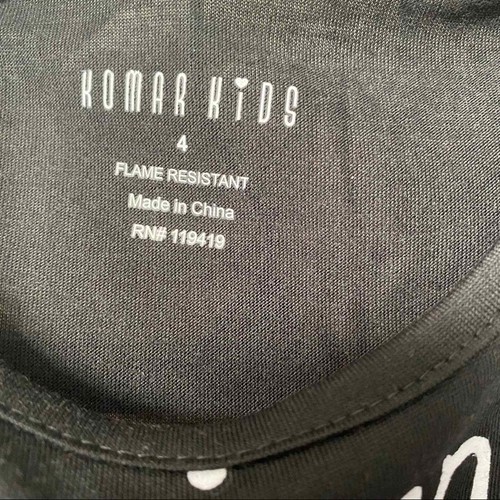 KOMAR KiDS
4
FLAME RESISTANT
Made in China
RN# 119419